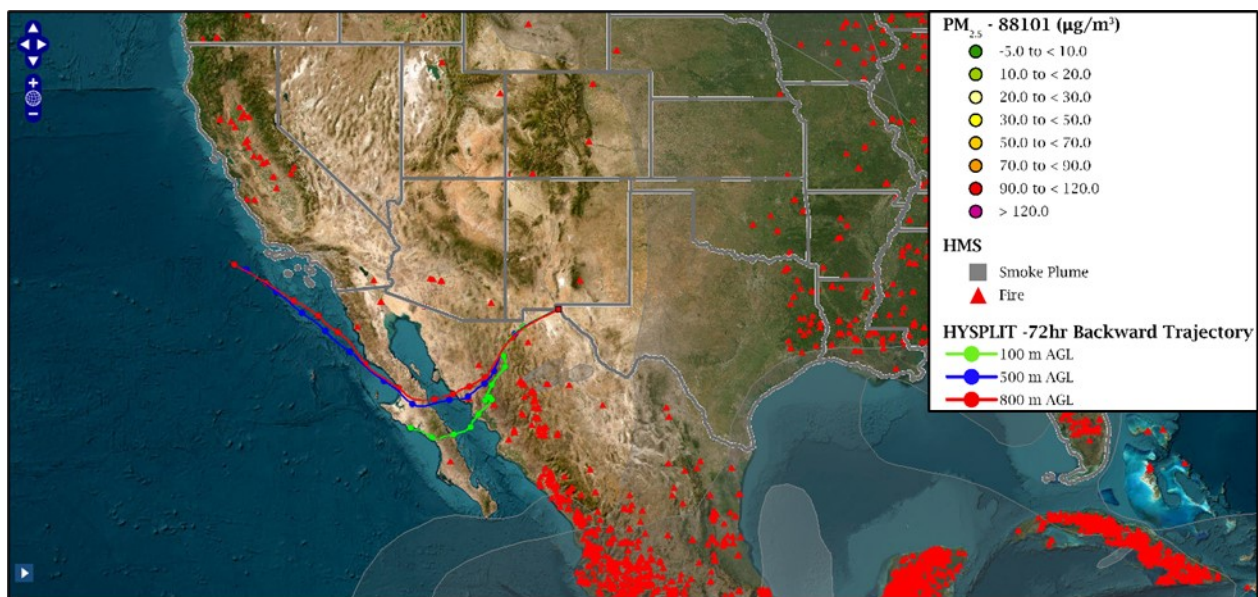 PM2.5 - 88101 (µg/m³)
-5.0 to < 10.0
10.0 to < 20.0
20.0 to < 30.0
30.0 to < 50.0
50.0 to < 70.0
70.0 to < 90.0
90.0 to < 120.0
> 120.0
HMS
Smoke Plume
Fire
HYSPLIT -72hr Backward Trajectory
100 m AGL
500 m AGL
800 m AGL